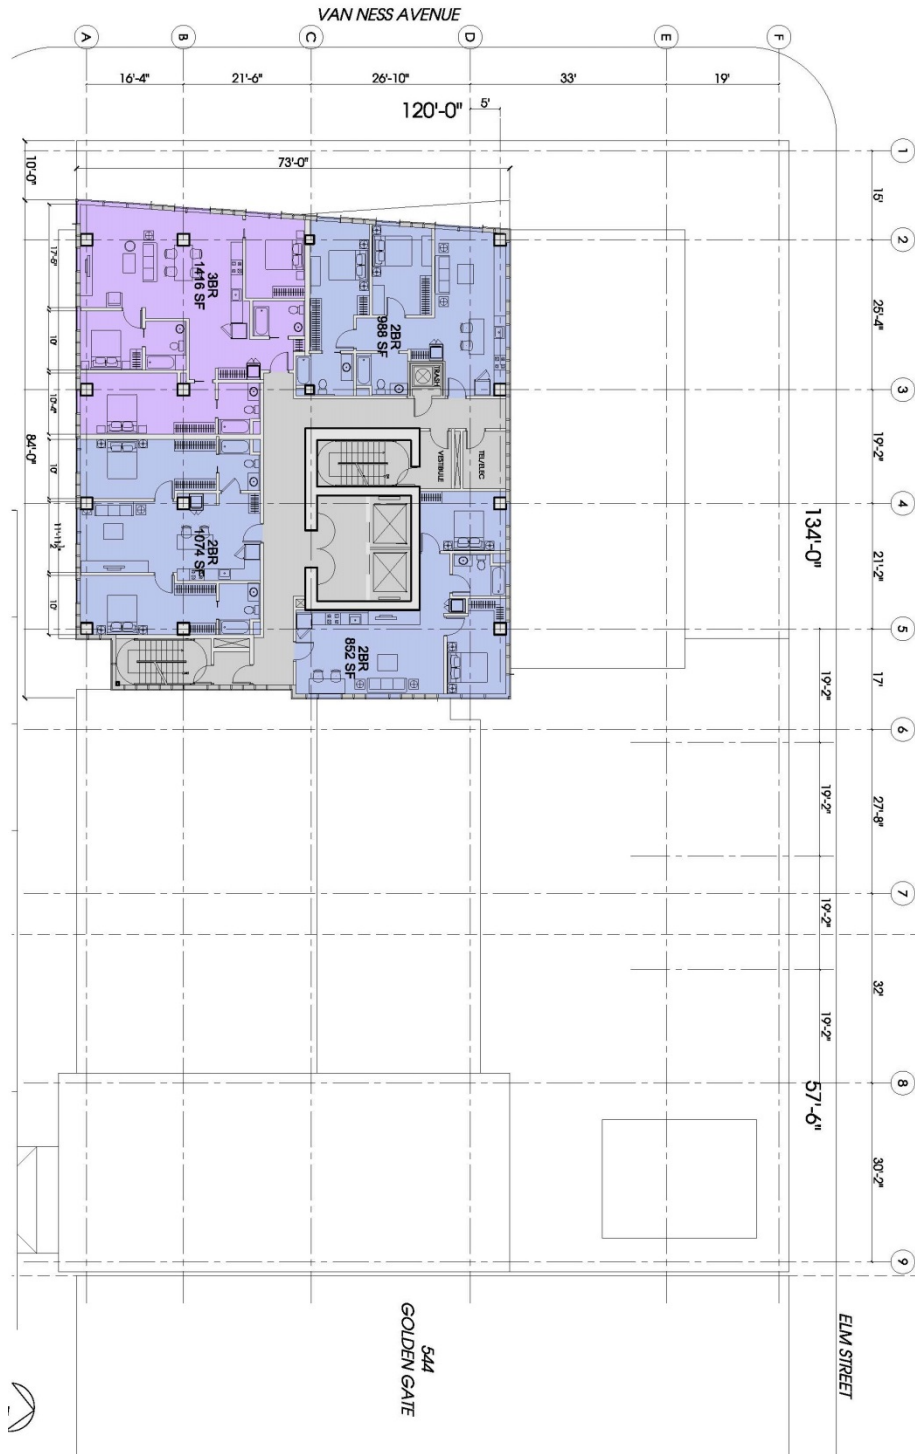 VAN NESS AVENUE
A
B
C
D
E
F
16'-4"
21'-6"
26'-10"
33'
19'
120'-0"
5'
73'-0"
10'-0"
1
15'
2
25'-4"
3
19'-2"
4
21'-2"
5
17"
6
27'-8"
7
32'
8
30'-2"
9
17'-5"
10'
10'-4"
10'
11'-11½"
10'
84'-0"
3BR
1416 SF
2BR
988 SF
TRASH
VESTIBULE
TEL/ELEC
2BR
1074 SF
2BR
852 SF
134'-0"
19'-2"
19'-2"
19'-2"
19'-2"
57'-6"
544
GOLDEN GATE
ELM STREET